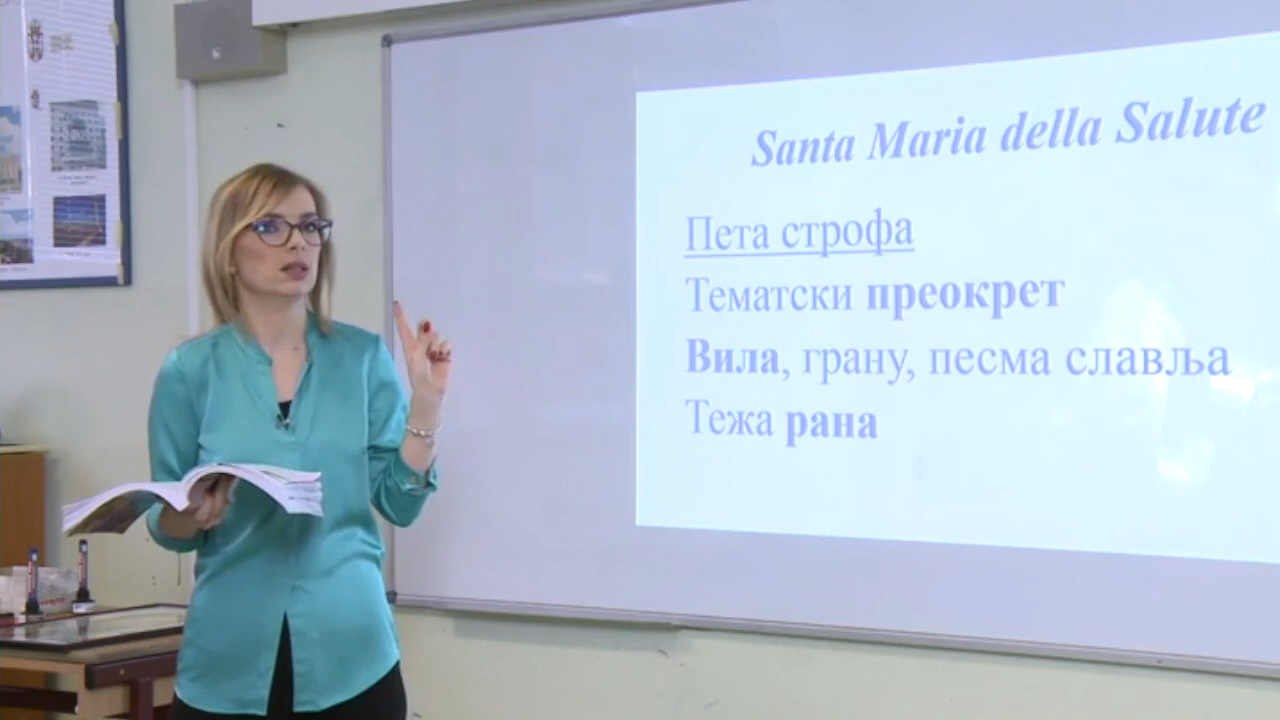 Santa Maria della Salute
Пета строфа
Тематски преокрет
Вила, грану, песма славља
Тежа рана